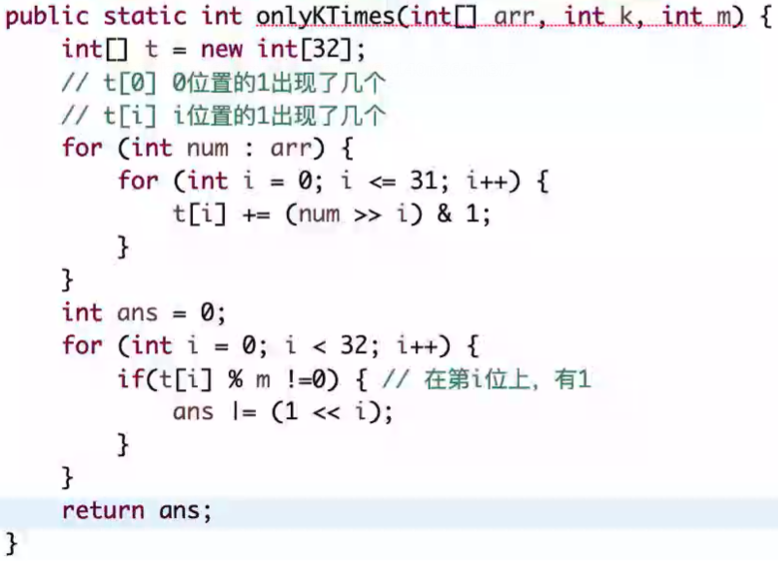 public static int onlyKTimes(int[] arr, int k, int m) {
    int[] t = new int[32];
    // t[0] 0位置的1出现了几个
    // t[i] i位置的1出现了几个
    for (int num : arr) {
        for (int i = 0; i <= 31; i++) {
            t[i] += (num >> i) & 1;
        }
    }
    int ans = 0;
    for (int i = 0; i < 32; i++) {
        if(t[i] % m !=0) { // 在第i位上，有1
            ans |= (1 << i);
        }
    }
    return ans;
}